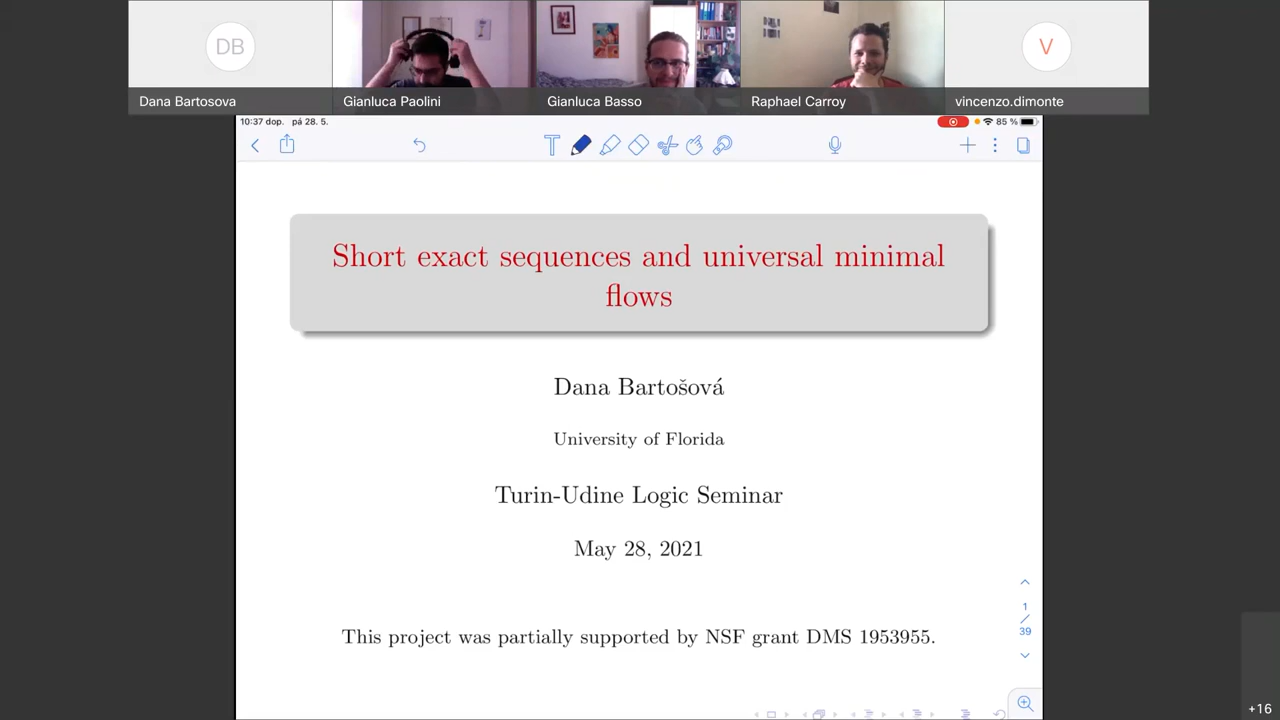 DB
V
Dana Bartosova
Gianluca Paolini
Gianluca Basso
Raphael Carroy
vincenzo.dimonte
10:37 dop. pá 28. 5.
85 %
T
Short exact sequences and universal minimal
flows
Dana Bartošová
University of Florida
Turin-Udine Logic Seminar
May 28, 2021
This project was partially supported by NSF grant DMS 1953955.
1
/
39
+16